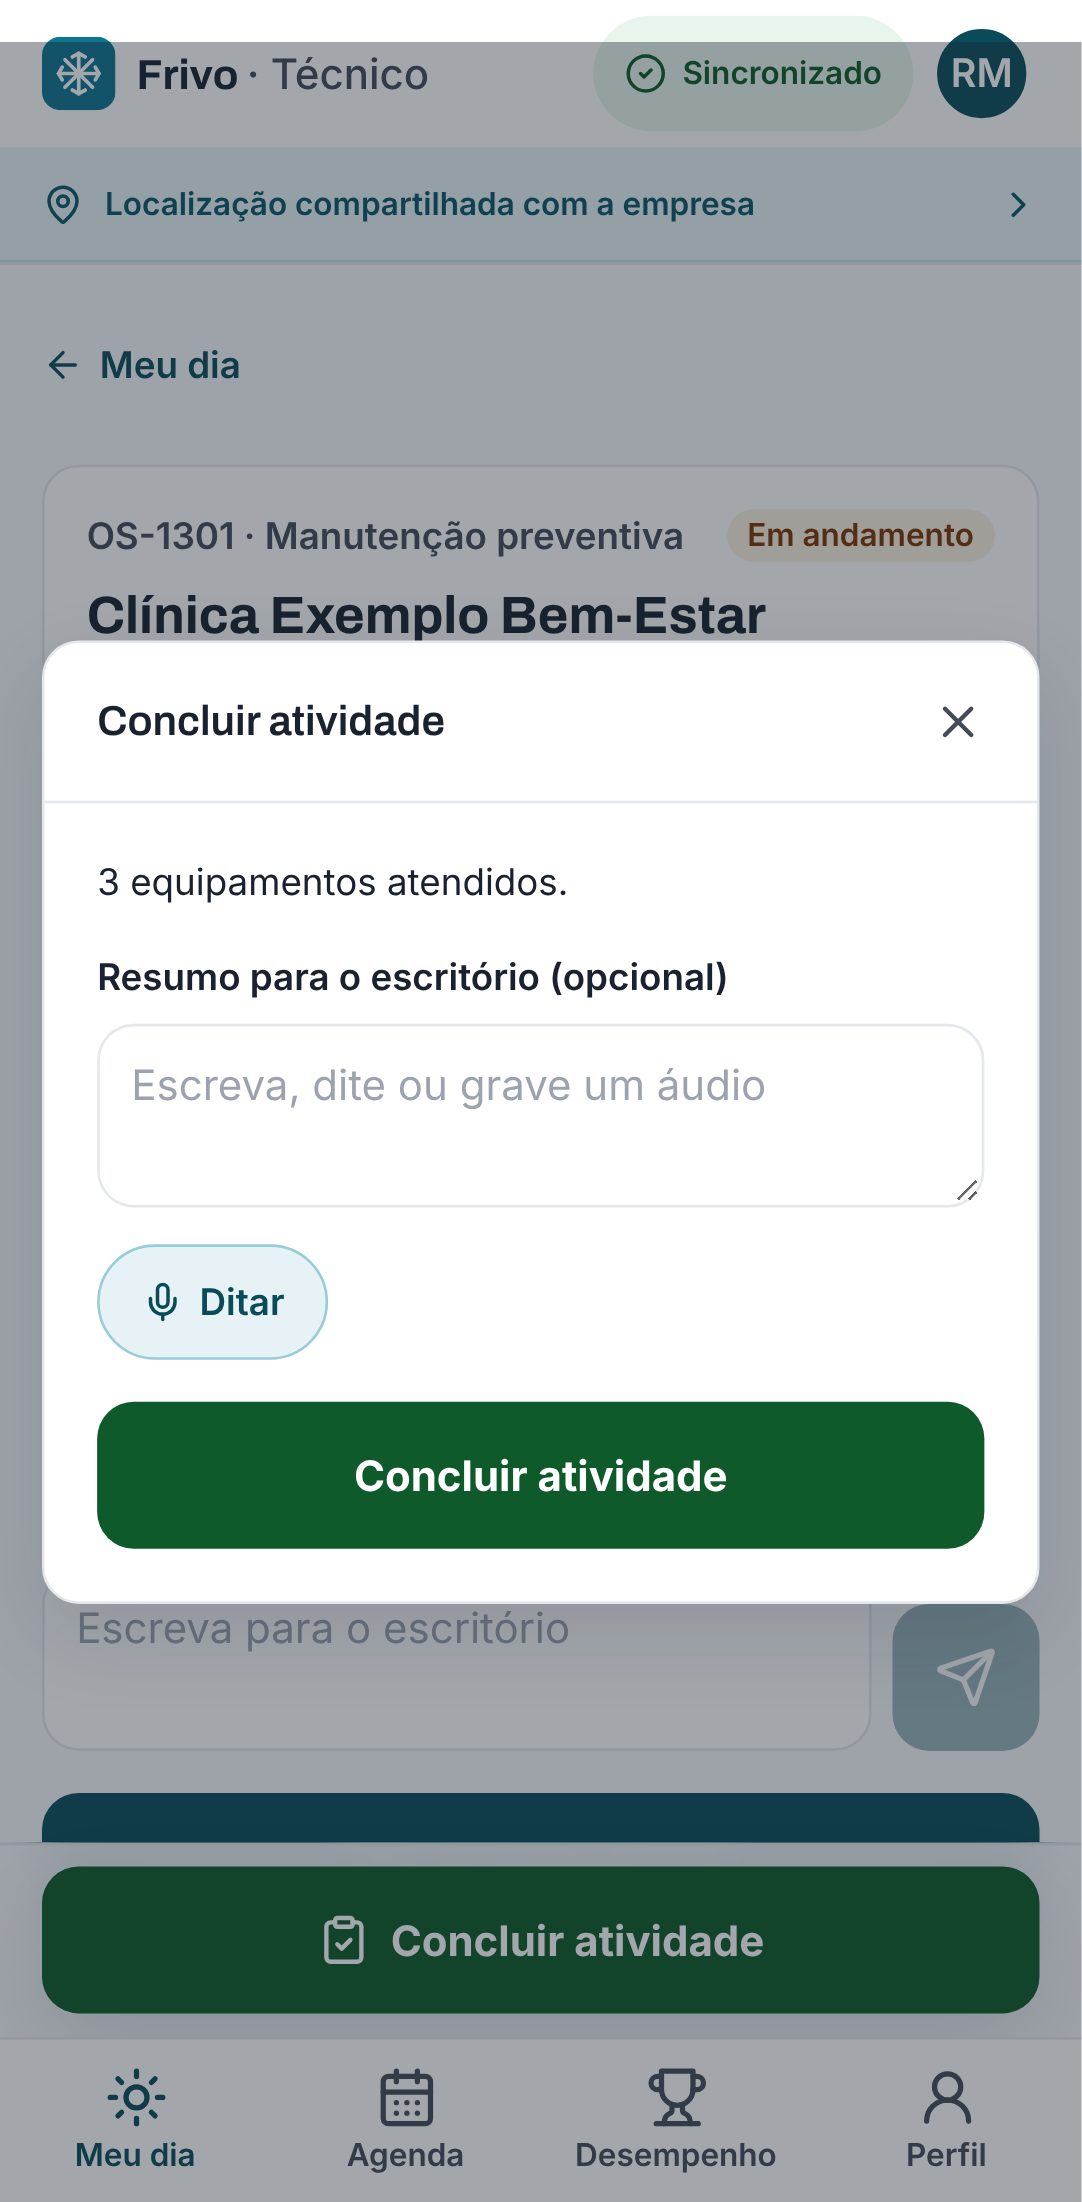 Frivo · Técnico
Sincronizado
RM
Localização compartilhada com a empresa
Meu dia
OS-1301 · Manutenção preventiva
Em andamento
Clínica Exemplo Bem-Estar
Concluir atividade
3 equipamentos atendidos.
Resumo para o escritório (opcional)
Escreva, dite ou grave um áudio
Ditar
Concluir atividade
Escreva para o escritório
Concluir atividade
Meu dia
Agenda
Desempenho
Perfil